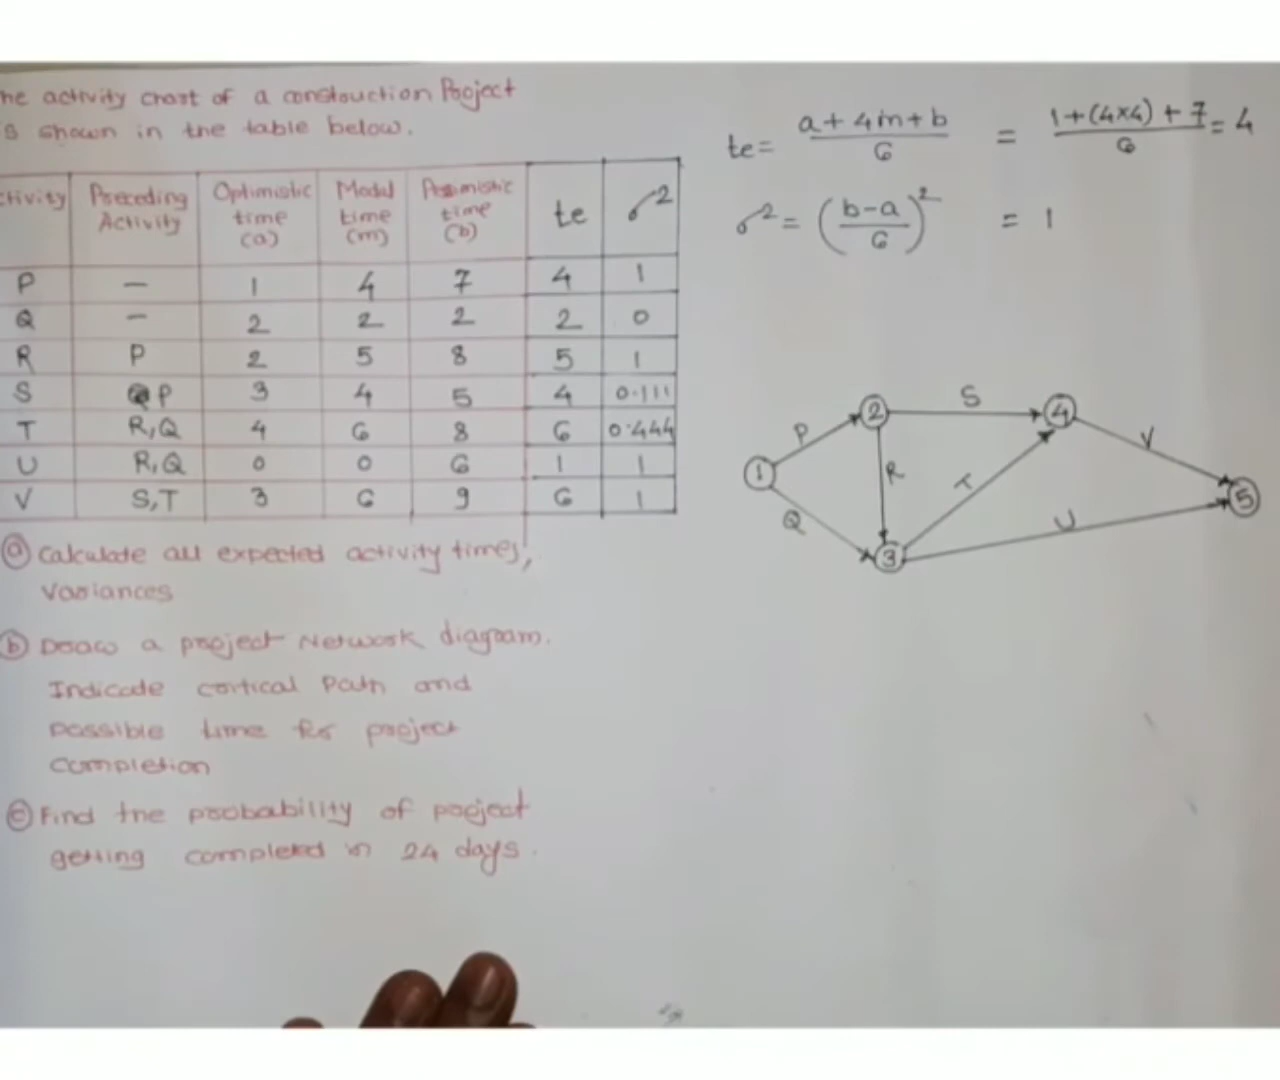 he activity chart of a construction Project
s shown in the table below.
ctivity Preceding Activity Optimistic time (a) Modal time (m) Pessimistic time (b) te σ²
P – 1 4 7 4 1
Q – 2 2 2 2 0
R P 2 5 8 5 1
S P 3 4 5 4 0.111
T R,Q 4 6 8 6 0.444
U R,Q 0 0 6 1 1
V S,T 3 6 9 6 1
(a) Calculate all expected activity times,
variances
(b) Draw a project Network diagram.
Indicate cortical Path and
possible time for project
completion
(c) Find the probability of project
getting completed in 24 days.
te = (a + 4m + b)/6 = (1 + (4×4) + 7)/6 = 4
σ² = ((b-a)/6)² = 1
S
2
4
P
V
1
R
T
5
Q
U
3